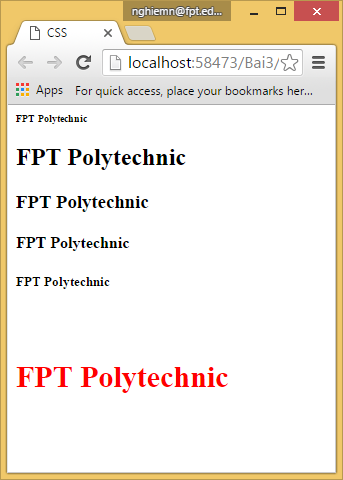 nghiemn@fpt.ed...
CSS
localhost:58473/Bai3/
Apps For quick access, place your bookmarks her...
FPT Polytechnic
FPT Polytechnic
FPT Polytechnic
FPT Polytechnic
FPT Polytechnic
FPT Polytechnic